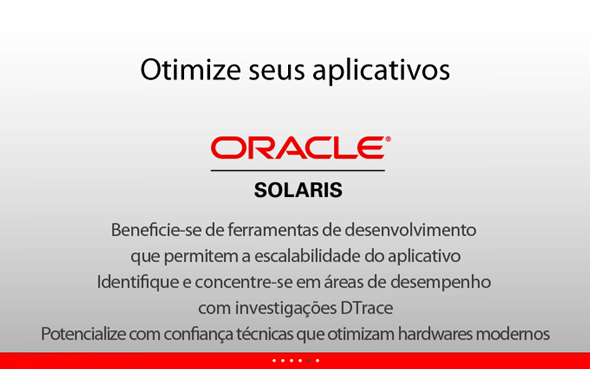 Otimize seus aplicativos
ORACLE®
SOLARIS
Beneficie-se de ferramentas de desenvolvimento
que permitem a escalabilidade do aplicativo
Identifique e concentre-se em áreas de desempenho
com investigações DTrace
Potencialize com confiança técnicas que otimizam hardwares modernos